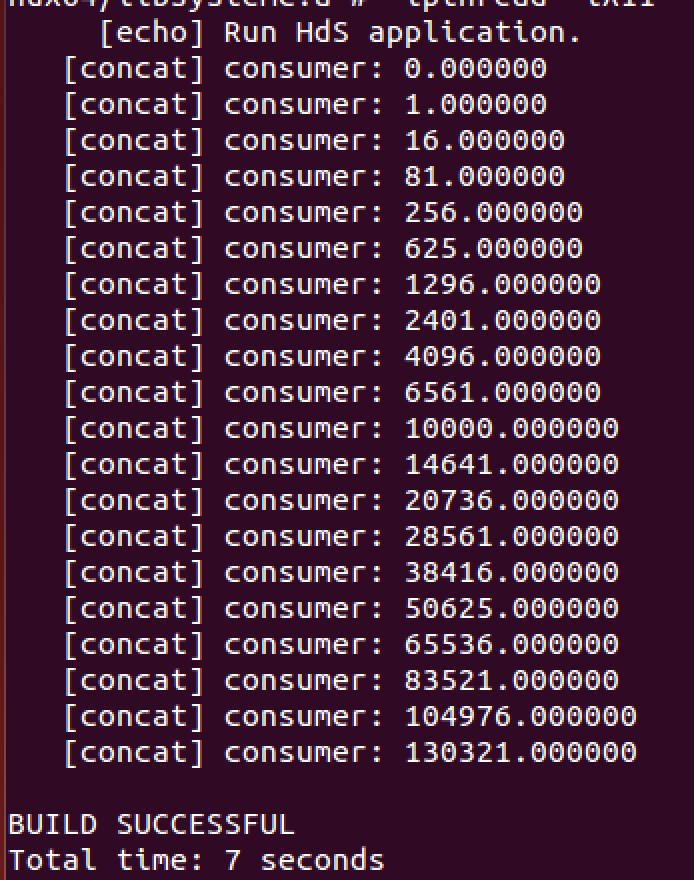 [echo] Run HdS application.
[concat] consumer: 0.000000
[concat] consumer: 1.000000
[concat] consumer: 16.000000
[concat] consumer: 81.000000
[concat] consumer: 256.000000
[concat] consumer: 625.000000
[concat] consumer: 1296.000000
[concat] consumer: 2401.000000
[concat] consumer: 4096.000000
[concat] consumer: 6561.000000
[concat] consumer: 10000.000000
[concat] consumer: 14641.000000
[concat] consumer: 20736.000000
[concat] consumer: 28561.000000
[concat] consumer: 38416.000000
[concat] consumer: 50625.000000
[concat] consumer: 65536.000000
[concat] consumer: 83521.000000
[concat] consumer: 104976.000000
[concat] consumer: 130321.000000
BUILD SUCCESSFUL
Total time: 7 seconds